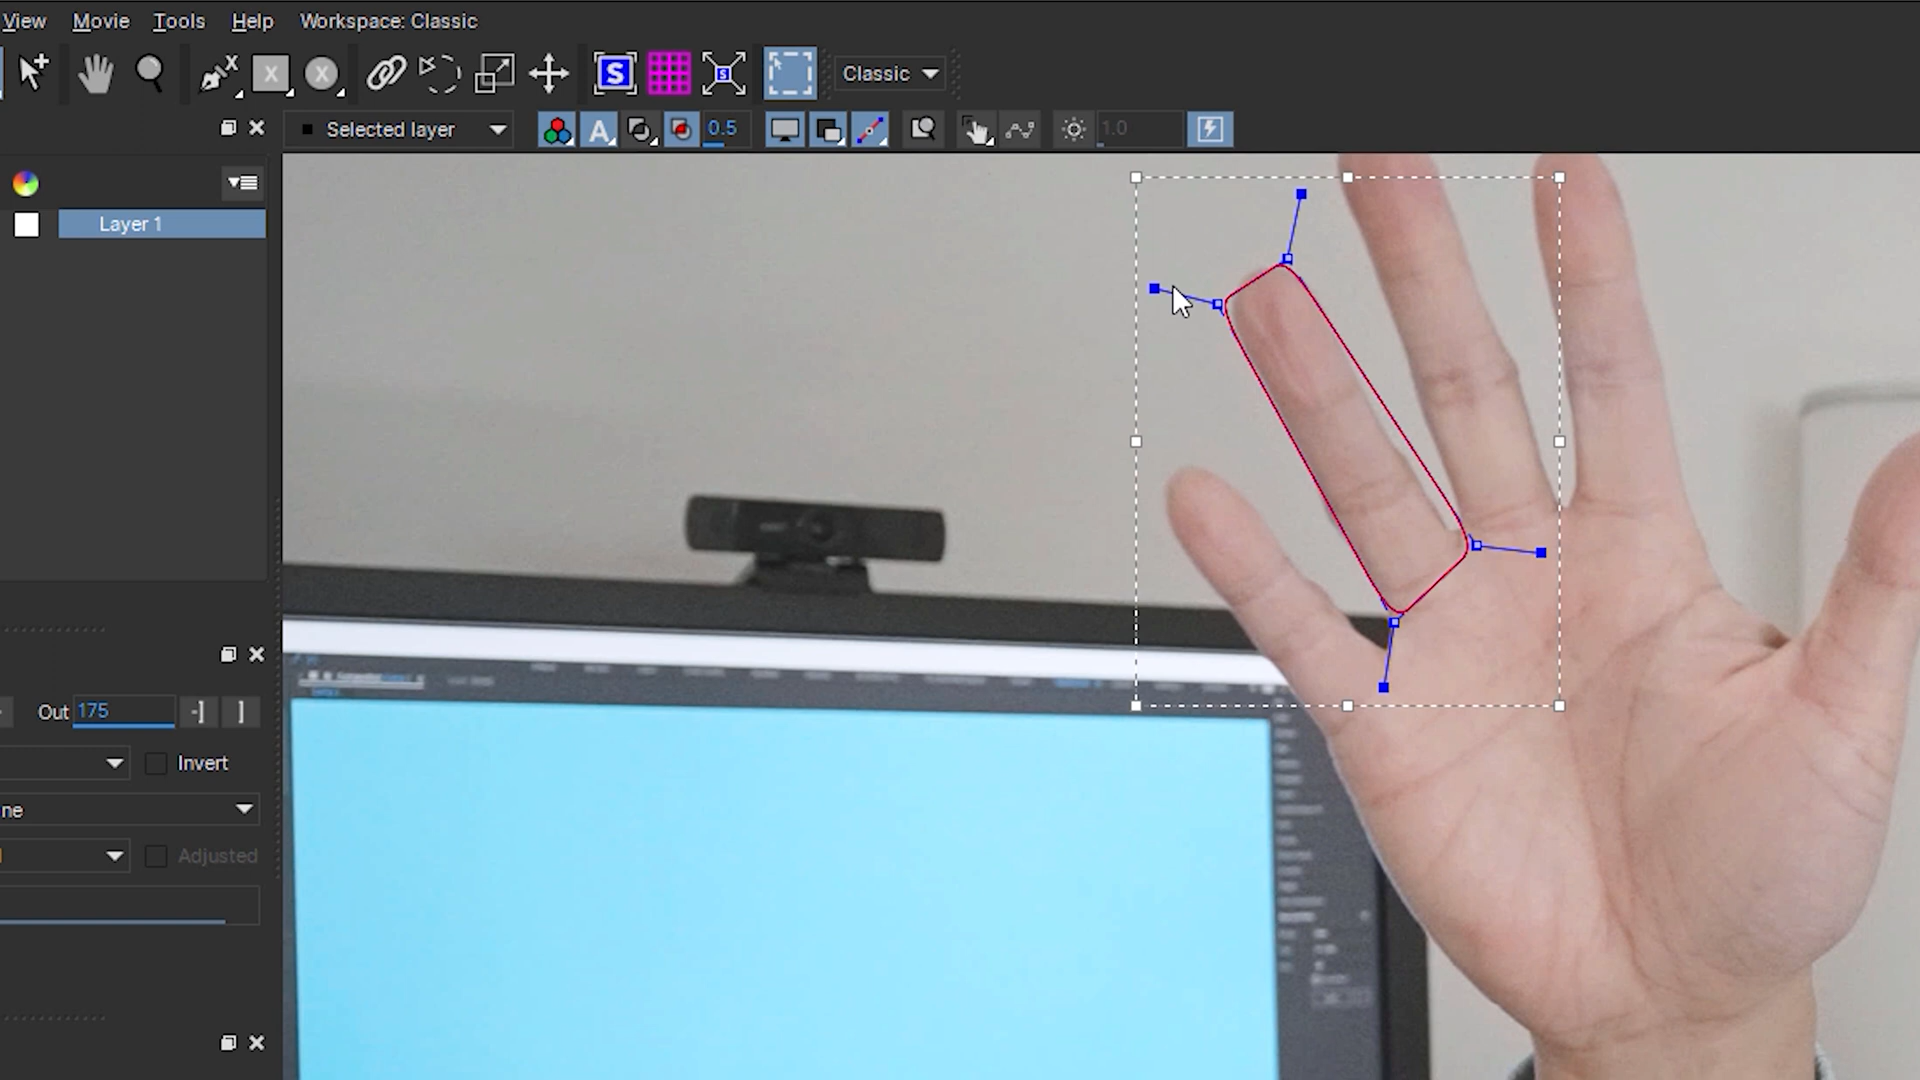 View Movie Tools Help Workspace: Classic
X X X S S Classic
Selected layer A 0.5 1.0
Layer 1
Out 175 -] ]
Invert
ne
Adjusted